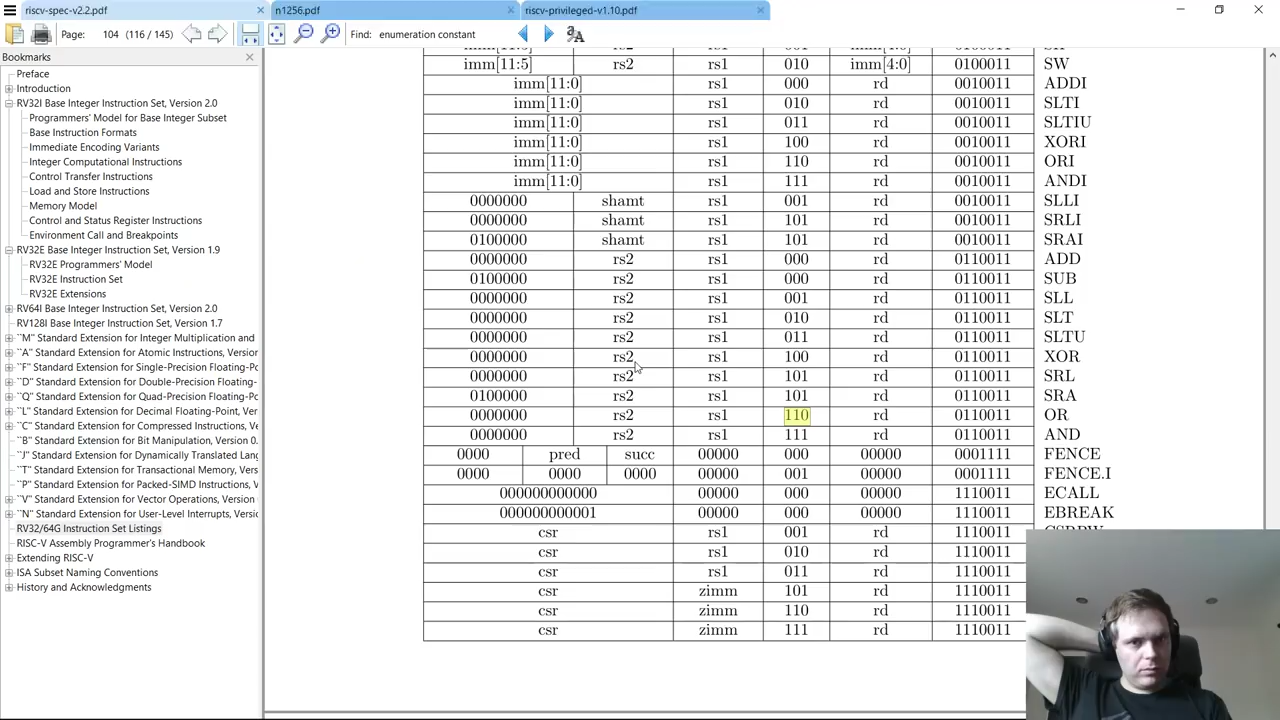 riscv-spec-v2.2.pdf n1256.pdf riscv-privileged-v1.10.pdf
Page: 104 (116 / 145) Find: enumeration constant
Bookmarks
Preface
Introduction
RV32I Base Integer Instruction Set, Version 2.0
Programmers' Model for Base Integer Subset
Base Instruction Formats
Immediate Encoding Variants
Integer Computational Instructions
Control Transfer Instructions
Load and Store Instructions
Memory Model
Control and Status Register Instructions
Environment Call and Breakpoints
RV32E Base Integer Instruction Set, Version 1.9
RV32E Programmers' Model
RV32E Instruction Set
RV32E Extensions
RV64I Base Integer Instruction Set, Version 2.0
RV128I Base Integer Instruction Set, Version 1.7
``M'' Standard Extension for Integer Multiplication and
``A'' Standard Extension for Atomic Instructions, Version
``F'' Standard Extension for Single-Precision Floating-Po
``D'' Standard Extension for Double-Precision Floating-
``Q'' Standard Extension for Quad-Precision Floating-Po
``L'' Standard Extension for Decimal Floating-Point, Ver
``C'' Standard Extension for Compressed Instructions, Ve
``B'' Standard Extension for Bit Manipulation, Version 0.
``J'' Standard Extension for Dynamically Translated Lang
``T'' Standard Extension for Transactional Memory, Vers
``P'' Standard Extension for Packed-SIMD Instructions, V
``V'' Standard Extension for Vector Operations, Version
``N'' Standard Extension for User-Level Interrupts, Versio
RV32/64G Instruction Set Listings
RISC-V Assembly Programmer's Handbook
Extending RISC-V
ISA Subset Naming Conventions
History and Acknowledgments
imm[11:5] rs2 rs1 010 imm[4:0] 0100011 SW
imm[11:0] rs1 000 rd 0010011 ADDI
imm[11:0] rs1 010 rd 0010011 SLTI
imm[11:0] rs1 011 rd 0010011 SLTIU
imm[11:0] rs1 100 rd 0010011 XORI
imm[11:0] rs1 110 rd 0010011 ORI
imm[11:0] rs1 111 rd 0010011 ANDI
0000000 shamt rs1 001 rd 0010011 SLLI
0000000 shamt rs1 101 rd 0010011 SRLI
0100000 shamt rs1 101 rd 0010011 SRAI
0000000 rs2 rs1 000 rd 0110011 ADD
0100000 rs2 rs1 000 rd 0110011 SUB
0000000 rs2 rs1 001 rd 0110011 SLL
0000000 rs2 rs1 010 rd 0110011 SLT
0000000 rs2 rs1 011 rd 0110011 SLTU
0000000 rs2 rs1 100 rd 0110011 XOR
0000000 rs2 rs1 101 rd 0110011 SRL
0100000 rs2 rs1 101 rd 0110011 SRA
0000000 rs2 rs1 110 rd 0110011 OR
0000000 rs2 rs1 111 rd 0110011 AND
0000 pred succ 00000 000 00000 0001111 FENCE
0000 0000 0000 00000 001 00000 0001111 FENCE.I
000000000000 00000 000 00000 1110011 ECALL
000000000001 00000 000 00000 1110011 EBREAK
csr rs1 001 rd 1110011
csr rs1 010 rd 1110011
csr rs1 011 rd 1110011
csr zimm 101 rd 1110011
csr zimm 110 rd 1110011
csr zimm 111 rd 1110011